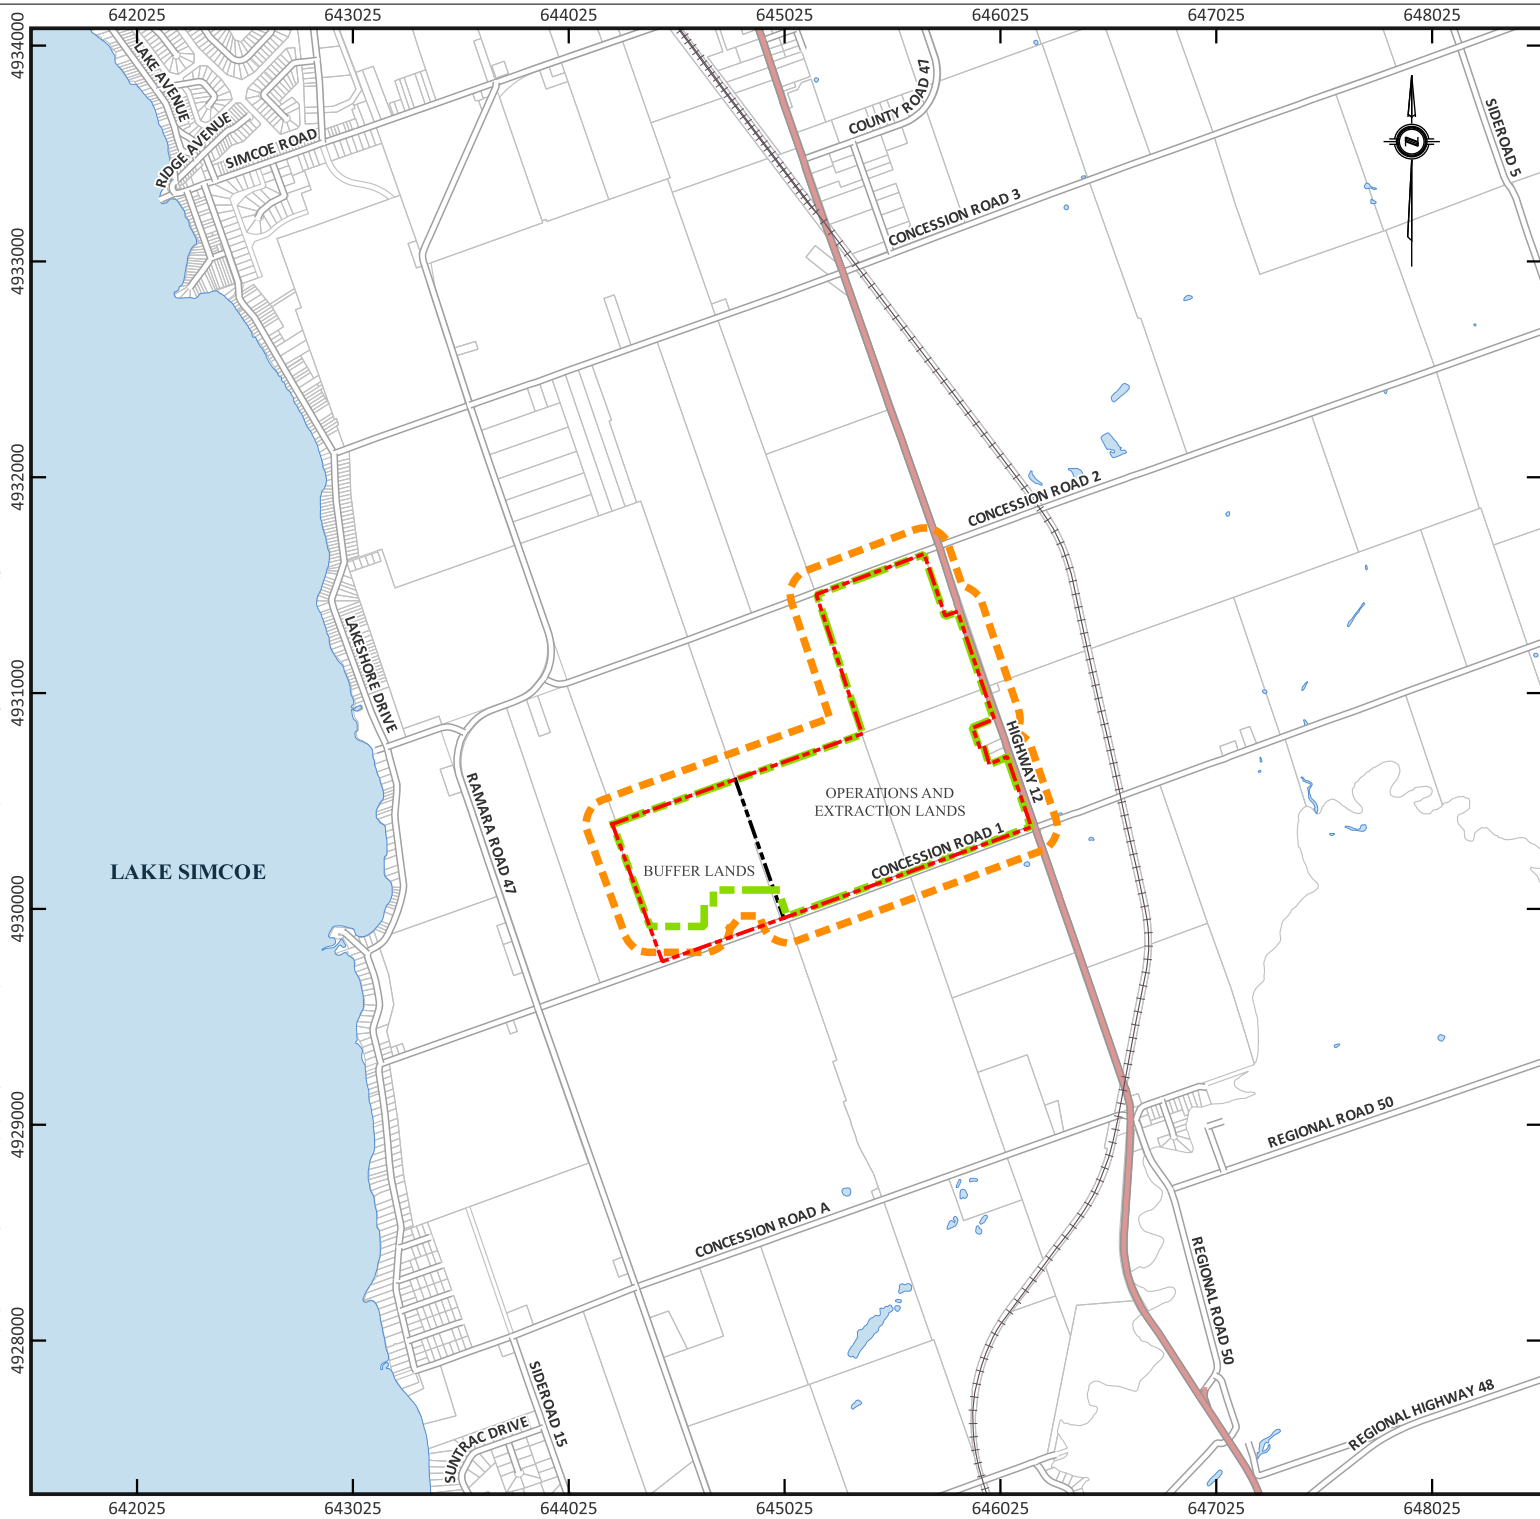 642025
643025
644025
645025
646025
647025
648025
4934000
4933000
4932000
4931000
4930000
4929000
4928000
LAKE AVENUE
RIDGE AVENUE
SIMCOE ROAD
COUNTY ROAD 47
SIDEROAD 5
N
CONCESSION ROAD 3
CONCESSION ROAD 2
LAKESHORE DRIVE
HIGHWAY 12
RAMARA ROAD 47
OPERATIONS AND
EXTRACTION LANDS
CONCESSION ROAD 1
BUFFER LANDS
LAKE SIMCOE
REGIONAL ROAD 50
CONCESSION ROAD A
REGIONAL ROAD 50
SIDEROAD 15
SUNTRAC DRIVE
REGIONAL HIGHWAY 48
642025
643025
644025
645025
646025
647025
648025